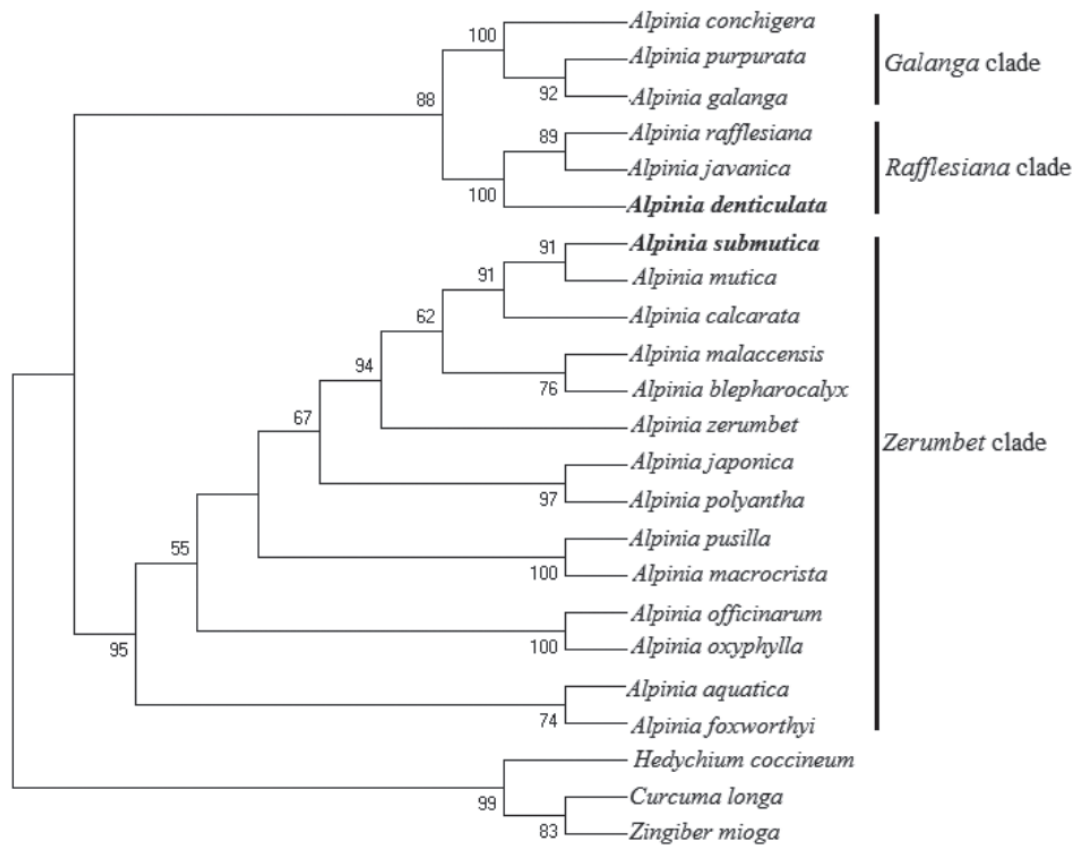 Alpinia conchigera
100
Alpinia purpurata
Galanga clade
92
Alpinia galanga
88
Alpinia rafflesiana
89
Alpinia javanica
Rafflesiana clade
100
Alpinia denticulata
Alpinia submutica
91
Alpinia mutica
91
Alpinia calcarata
62
Alpinia malaccensis
94
76
Alpinia blepharocalyx
67
Alpinia zerumbet
Zerumbet clade
Alpinia japonica
97
Alpinia polyantha
Alpinia pusilla
55
100
Alpinia macrocrista
Alpinia officinarum
95
100
Alpinia oxyphylla
Alpinia aquatica
74
Alpinia foxworthyi
Hedychium coccineum
99
Curcuma longa
83
Zingiber mioga